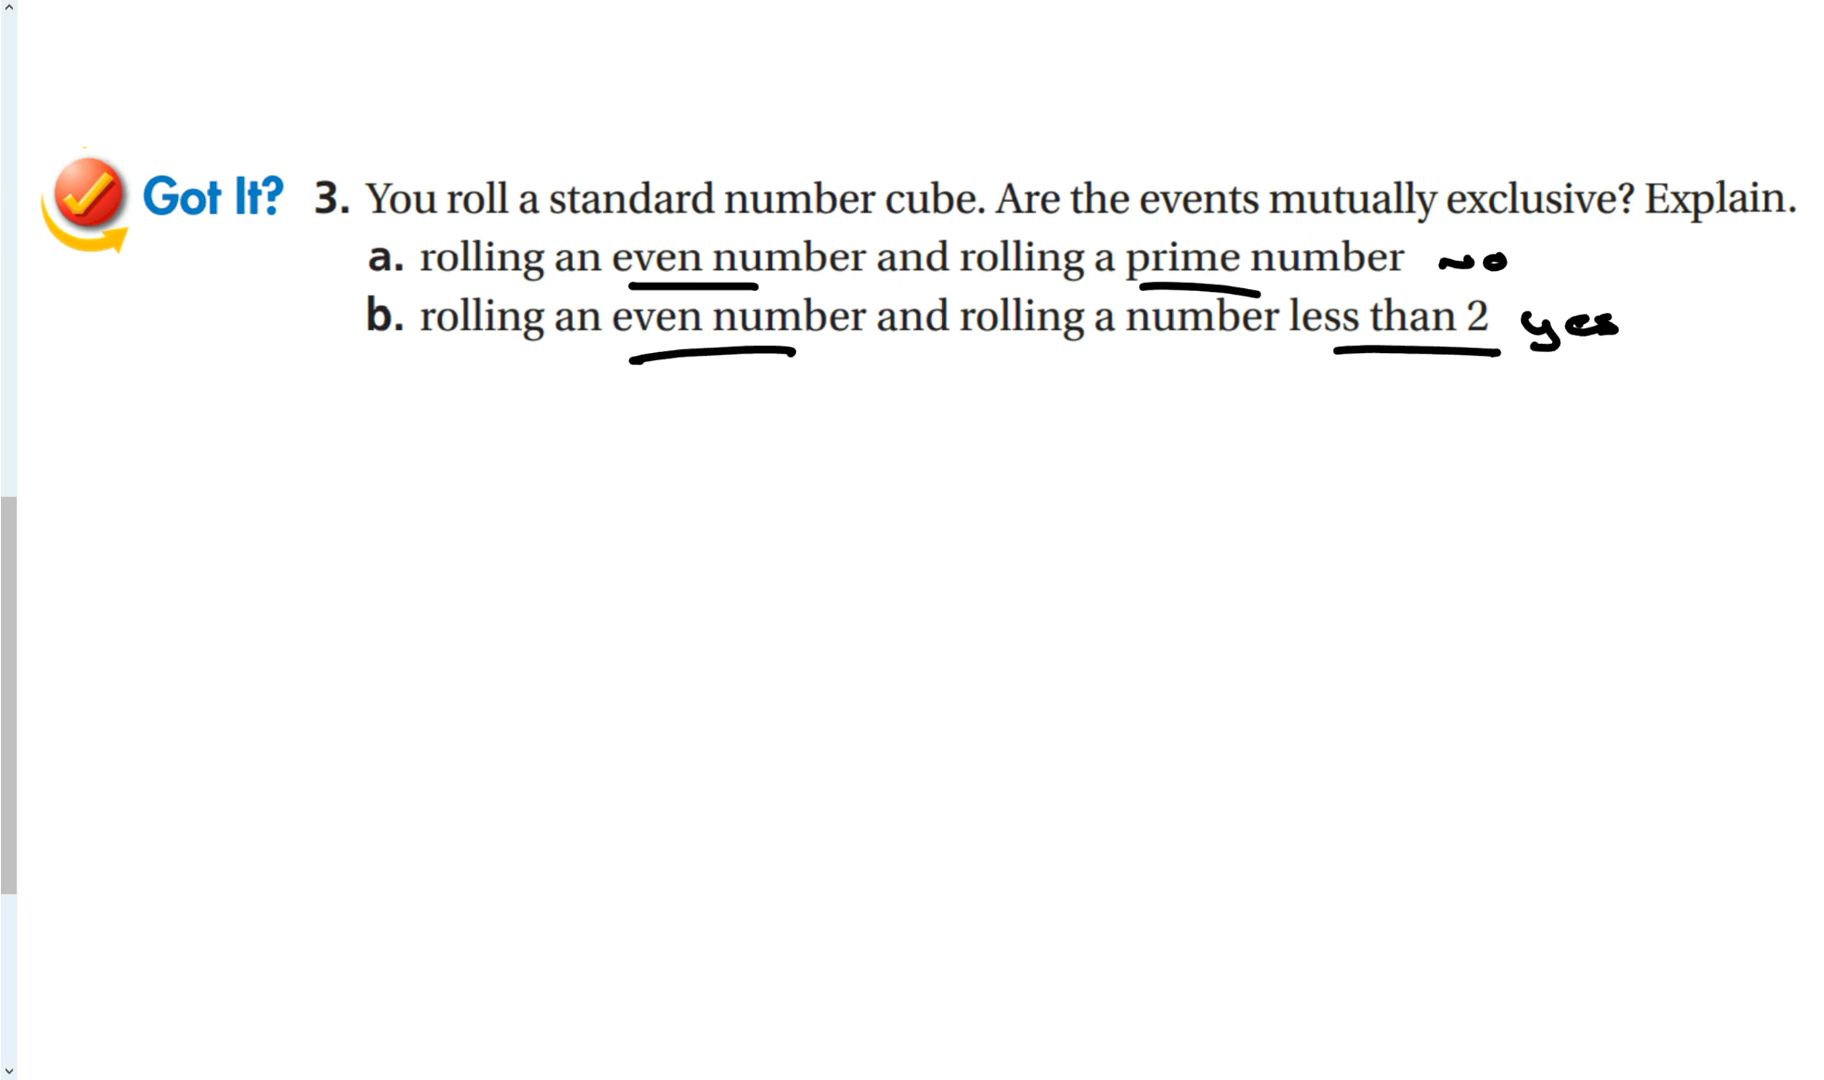 Got It? 3. You roll a standard number cube. Are the events mutually exclusive? Explain.
a. rolling an even number and rolling a prime number no
b. rolling an even number and rolling a number less than 2 yes